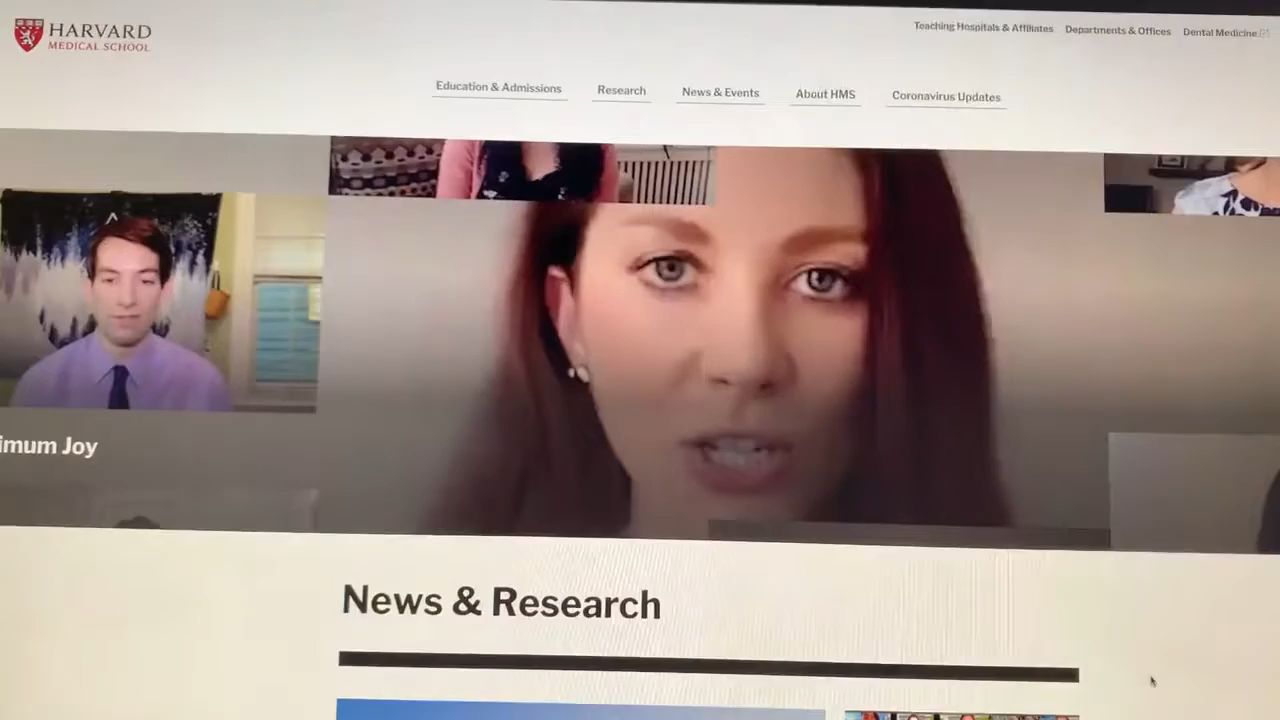 HARVARD
MEDICAL SCHOOL
Teaching Hospitals & Affiliates
Departments & Offices
Dental Medicine
Education & Admissions
Research
News & Events
About HMS
Coronavirus Updates
imum Joy
News & Research